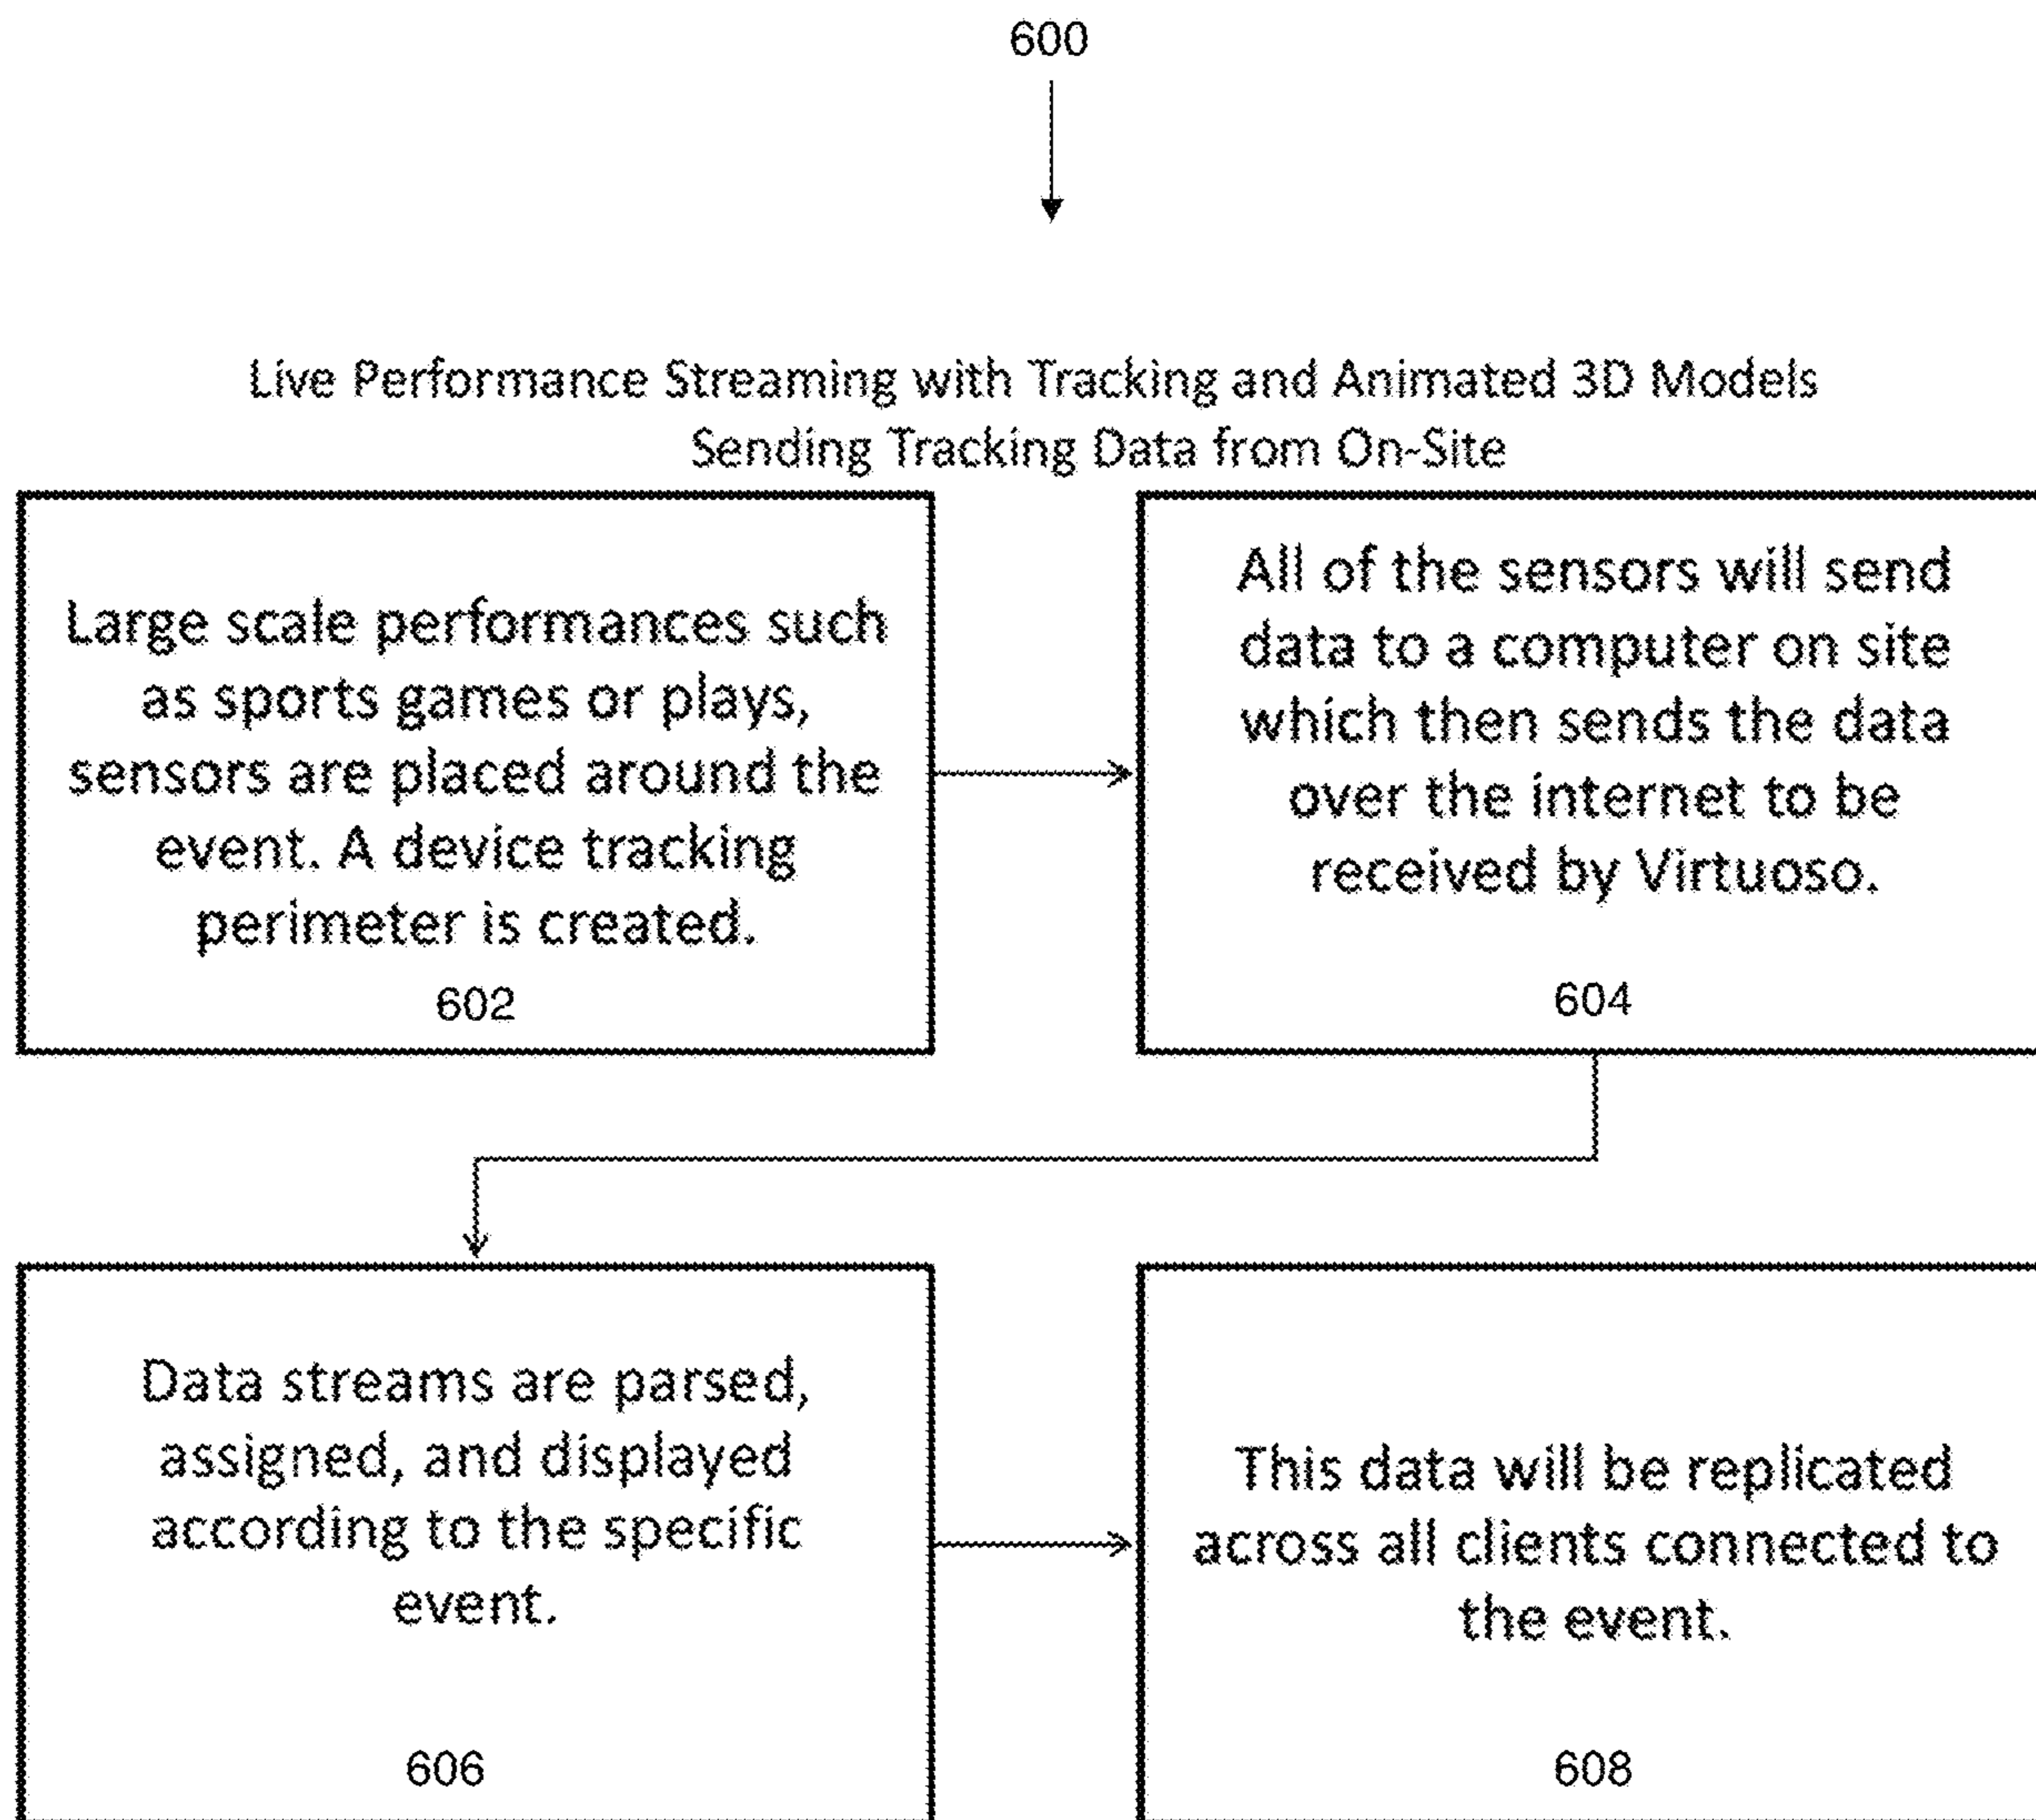 600
Live Performance Streaming with Tracking and Animated 3D Models
Sending Tracking Data from On-Site
Large scale performances such
as sports games or plays,
sensors are placed around the
event. A device tracking
perimeter is created.
602
All of the sensors will send
data to a computer on site
which then sends the data
over the internet to be
received by Virtuoso.
604
Data streams are parsed,
assigned, and displayed
according to the specific
event.
606
This data will be replicated
across all clients connected to
the event.
608